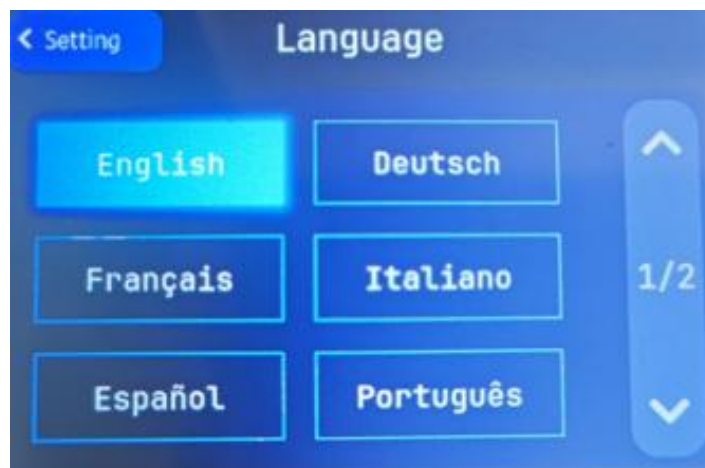 Setting
Language
English
Deutsch
Français
Italiano
1/2
Español
Português